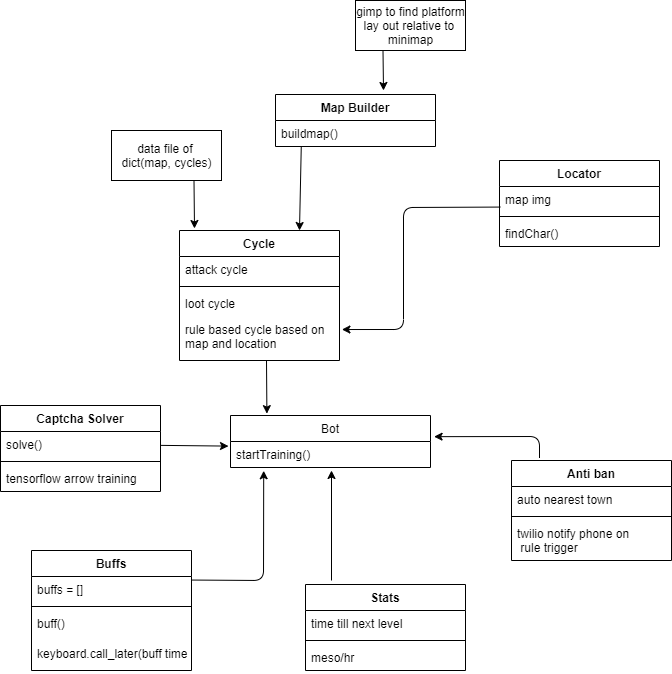 gimp to find platform
lay out relative to
minimap
Map Builder
buildmap()
data file of
dict(map, cycles)
Locator
map img
findChar()
Cycle
attack cycle
loot cycle
rule based cycle based on
map and location
Captcha Solver
solve()
tensorflow arrow training
Bot
startTraining()
Anti ban
auto nearest town
twilio notify phone on
rule trigger
Buffs
buffs = []
buff()
keyboard.call_later(buff time
Stats
time till next level
meso/hr